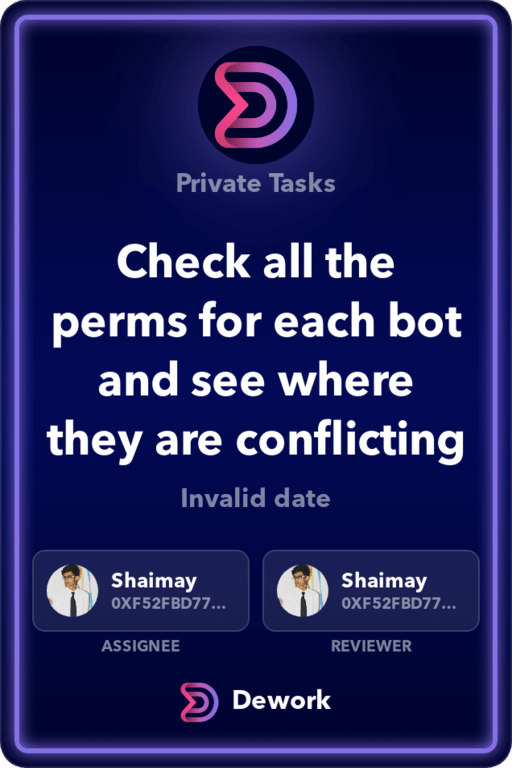 Private Tasks
Check all the
perms for each bot
and see where
they are conflicting
Invalid date
Shaimay
0XF52FBD77...
ASSIGNEE
Shaimay
0XF52FBD77...
REVIEWER
Dework